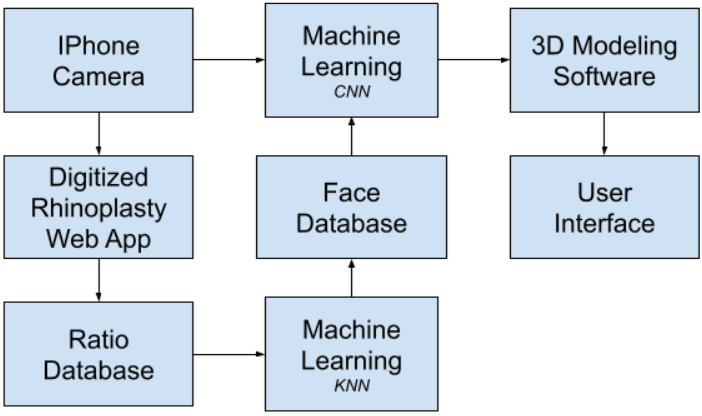 IPhone
Camera
Machine
Learning
CNN
3D Modeling
Software
Digitized
Rhinoplasty
Web App
Face
Database
User
Interface
Ratio
Database
Machine
Learning
KNN